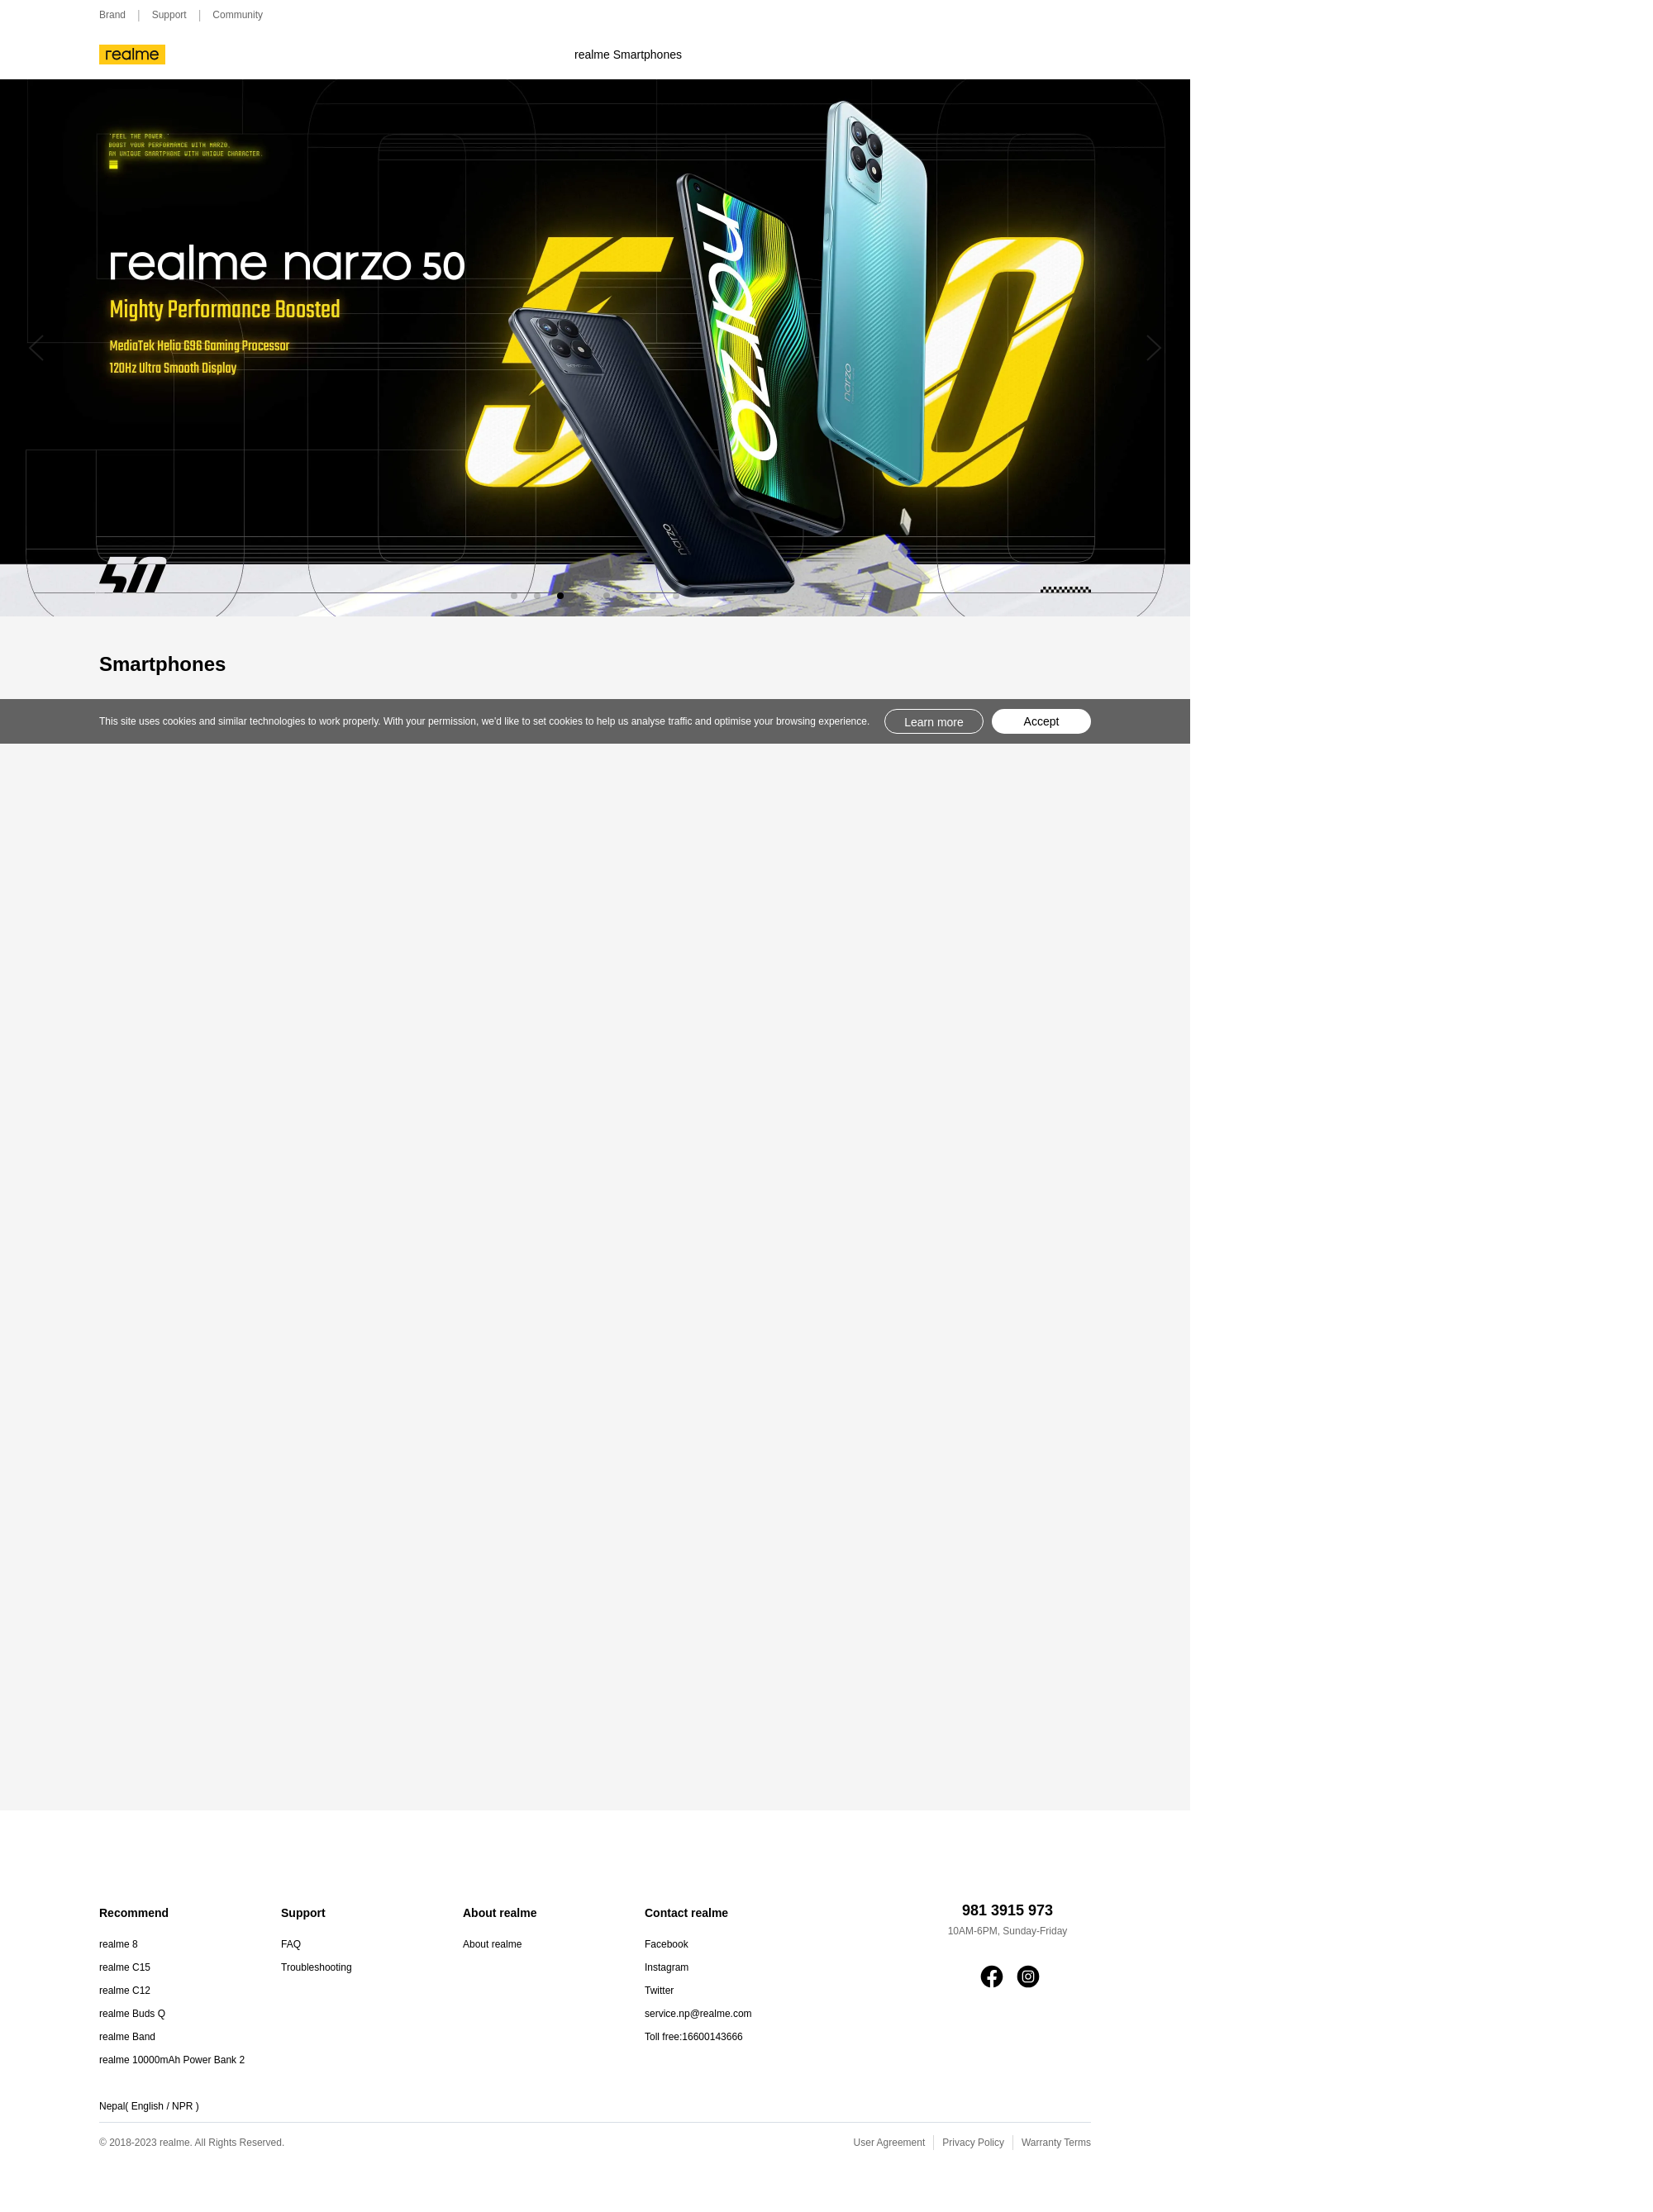 Brand
Support
Community
realme
realme Smartphones
"FEEL THE POWER."
BOOST YOUR PERFORMANCE WITH NARZO.
AN UNIQUE SMARTPHONE WITH UNIQUE CHARACTER.
realme narzo 50
Mighty Performance Boosted
MediaTek Helio G96 Gaming Processor
120Hz Ultra Smooth Display
50
narzo
narzo
narzo
50
Smartphones
This site uses cookies and similar technologies to work properly. With your permission, we'd like to set cookies to help us analyse traffic and optimise your browsing experience.
Learn more
Accept
Recommend
realme 8
realme C15
realme C12
realme Buds Q
realme Band
realme 10000mAh Power Bank 2
Support
FAQ
Troubleshooting
About realme
About realme
Contact realme
Facebook
Instagram
Twitter
service.np@realme.com
Toll free:16600143666
981 3915 973
10AM-6PM, Sunday-Friday
Nepal( English / NPR )
© 2018-2023 realme. All Rights Reserved.
User Agreement
Privacy Policy
Warranty Terms